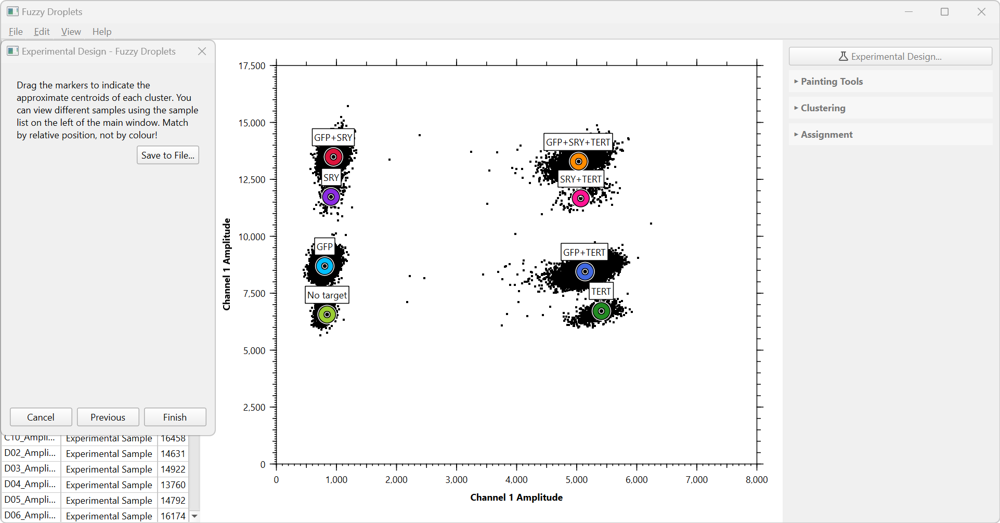 Fuzzy Droplets
File Edit View Help
Experimental Design - Fuzzy Droplets
Drag the markers to indicate the
approximate centroids of each cluster. You
can view different samples using the sample
list on the left of the main window. Match
by relative position, not by colour!
Save to File...
Cancel Previous Finish
C10_Ampli... Experimental Sample 16458
D02_Ampli... Experimental Sample 14631
D03_Ampli... Experimental Sample 14922
D04_Ampli... Experimental Sample 13760
D05_Ampli... Experimental Sample 14792
D06_Ampli... Experimental Sample 16174
Channel 1 Amplitude
17,500
15,000
12,500
10,000
7,500
5,000
2,500
0
GFP+SRY
GFP+SRY+TERT
SRY
SRY+TERT
GFP
GFP+TERT
No target
TERT
0 1,000 2,000 3,000 4,000 5,000 6,000 7,000 8,000
Channel 1 Amplitude
Experimental Design...
Painting Tools
Clustering
Assignment